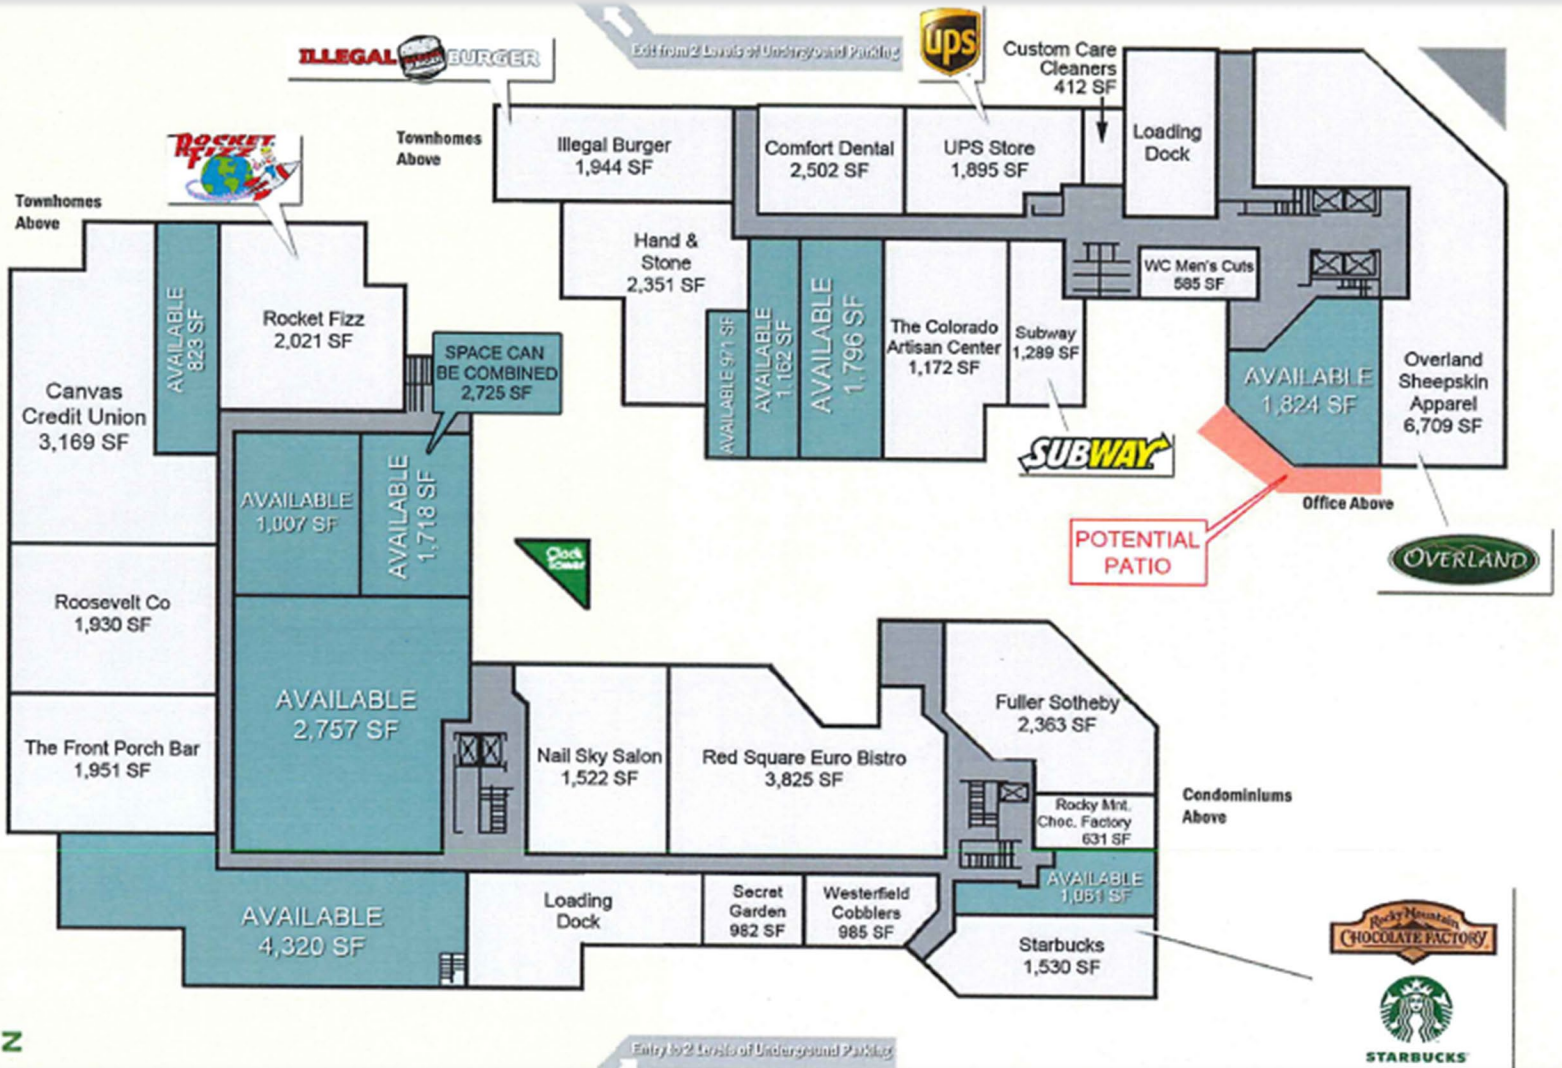 Exit from 2 Levels of Underground Parking
ILLEGAL BURGER
ups
Custom Care
Cleaners
412 SF
Townhomes
Above
Illegal Burger
1,944 SF
Comfort Dental
2,502 SF
UPS Store
1,895 SF
Loading
Dock
ROCKET
FIZZ
Townhomes
Above
Hand &
Stone
2,351 SF
WC Men's Cuts
585 SF
AVAILABLE
823 SF
Rocket Fizz
2,021 SF
AVAILABLE 971 SF
AVAILABLE
1,162 SF
AVAILABLE
1,796 SF
The Colorado
Artisan Center
1,172 SF
Subway
1,289 SF
AVAILABLE
1,824 SF
Overland
Sheepskin
Apparel
6,709 SF
SPACE CAN
BE COMBINED
2,725 SF
Canvas
Credit Union
3,169 SF
SUBWAY
Office Above
AVAILABLE
1,007 SF
AVAILABLE
1,718 SF
POTENTIAL
PATIO
OVERLAND
Clock
Tower
Roosevelt Co
1,930 SF
AVAILABLE
2,757 SF
Fuller Sotheby
2,363 SF
The Front Porch Bar
1,951 SF
Nail Sky Salon
1,522 SF
Red Square Euro Bistro
3,825 SF
Condominiums
Above
Rocky Mnt.
Choc. Factory
631 SF
AVAILABLE
1,061 SF
AVAILABLE
4,320 SF
Loading
Dock
Secret
Garden
982 SF
Westerfield
Cobblers
985 SF
Starbucks
1,530 SF
Rocky Mountain
CHOCOLATE FACTORY
STARBUCKS
N
Entry to 2 Levels of Underground Parking